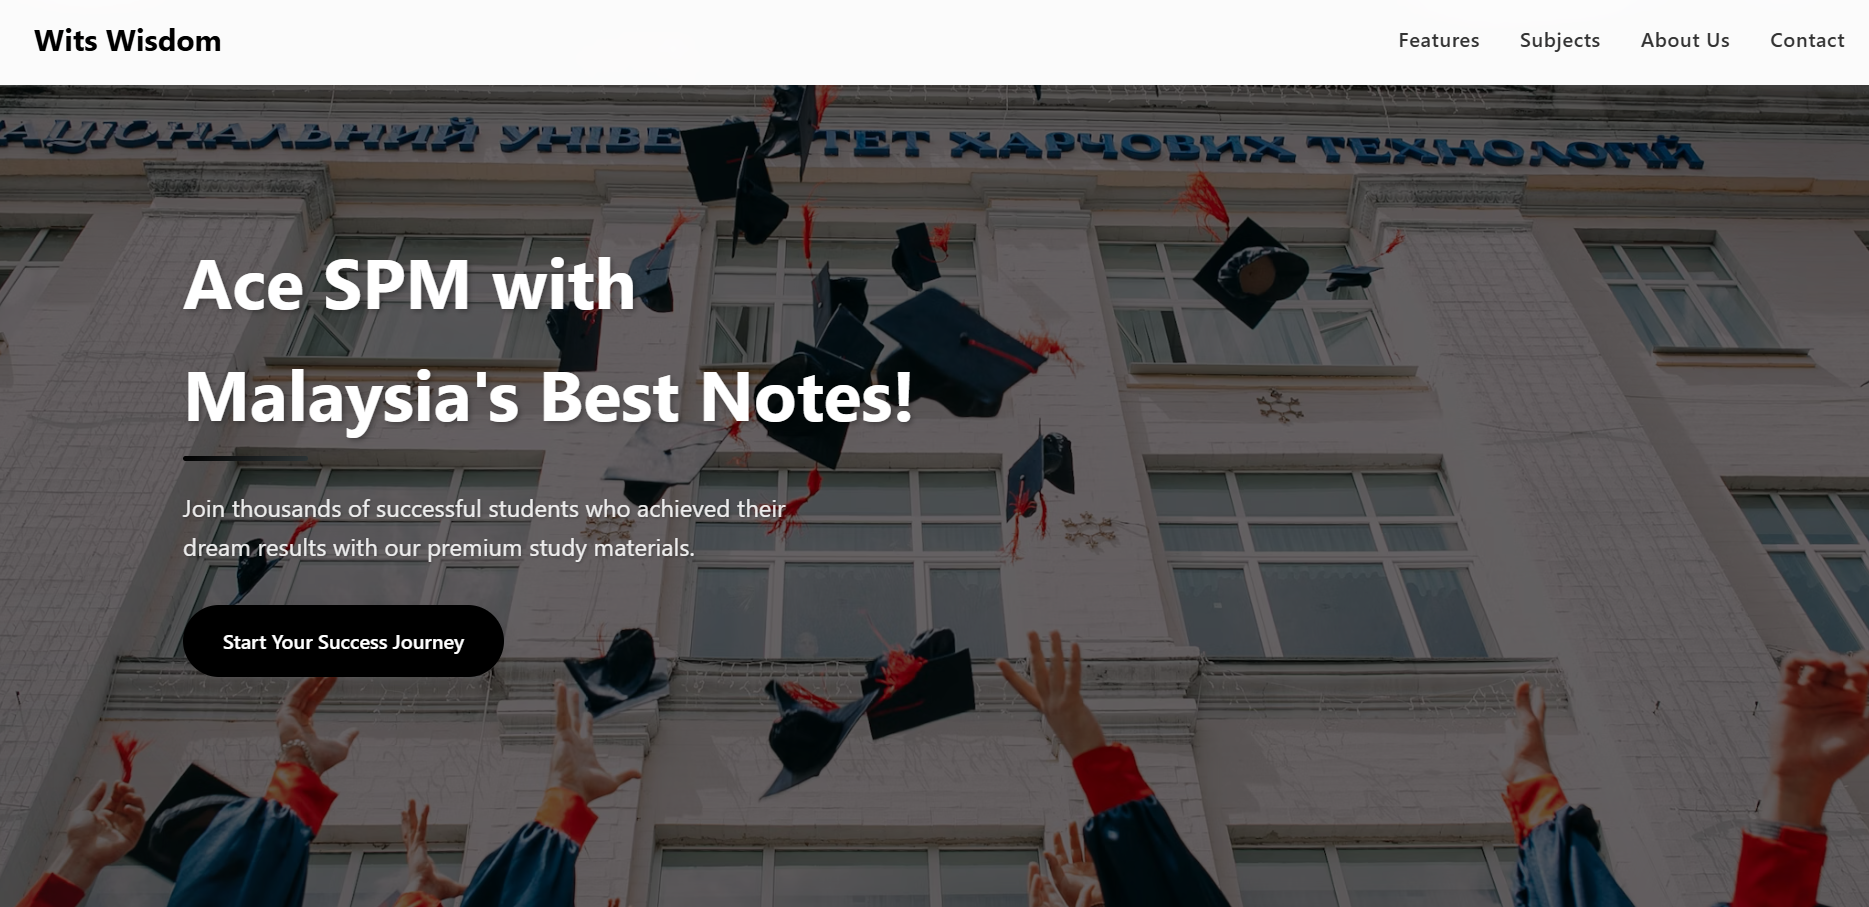 Wits Wisdom
Features Subjects About Us Contact
АЦІОНАЛЬНИЙ УНІВЕ ТЕТ ХАРЧОВИХ ТЕХНОЛОГІЙ
Ace SPM with
Malaysia's Best Notes!
Join thousands of successful students who achieved their
dream results with our premium study materials.
Start Your Success Journey